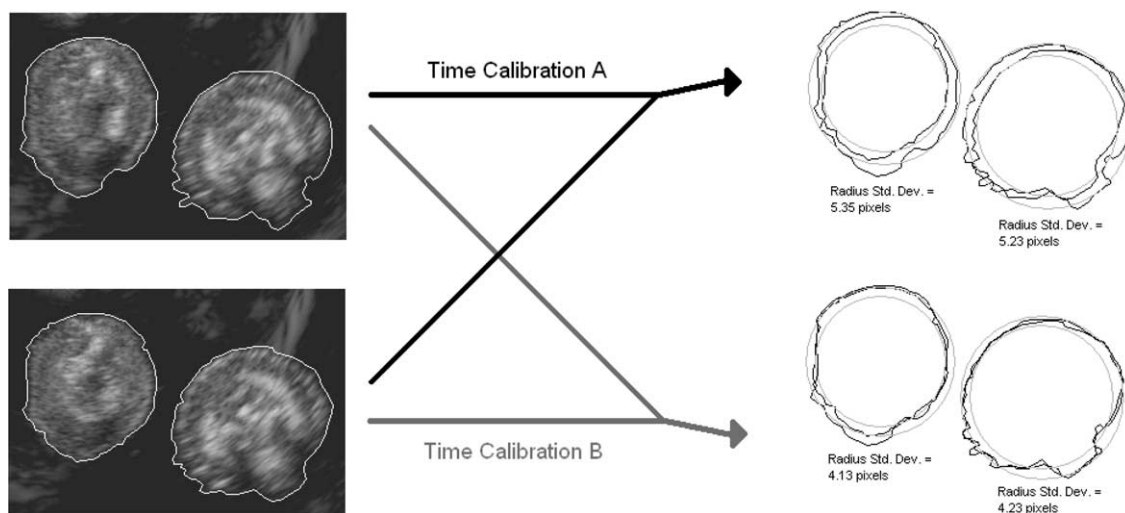 Time Calibration A
Radius Std. Dev. =
5.35 pixels
Radius Std. Dev. =
5.23 pixels
Time Calibration B
Radius Std. Dev. =
4.13 pixels
Radius Std. Dev. =
4.23 pixels